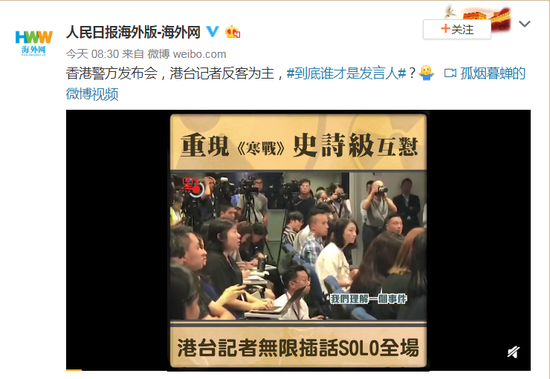 HWW
海外网
人民日报海外版-海外网
今天 08:30 来自 微博 weibo.com
+关注
香港警方发布会，港台记者反客为主，#到底谁才是发言人#？ 孤烟暮蝉的
微博视频
重現《寒戰》史詩級互懟
我們理解一個事件
港台記者無限插話SOLO全場